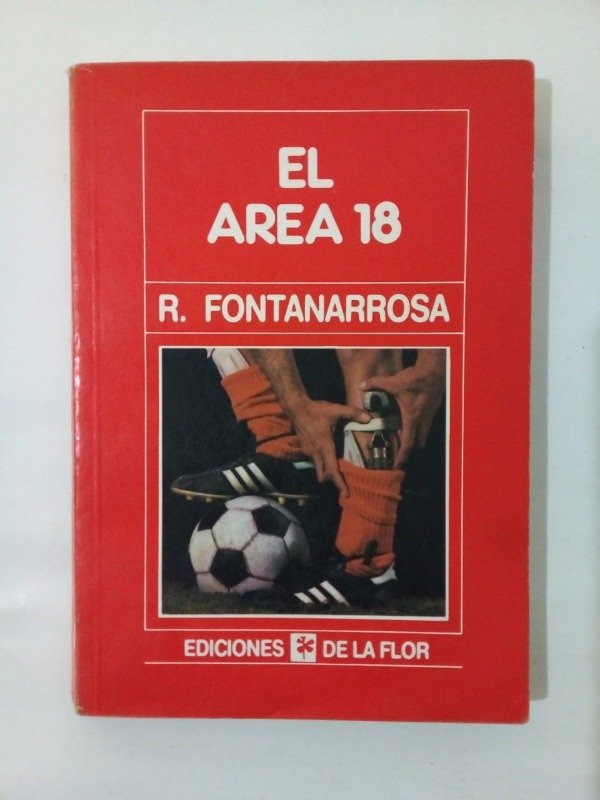 EL
AREA 18
R. FONTANARROSA
EDICIONES DE LA FLOR